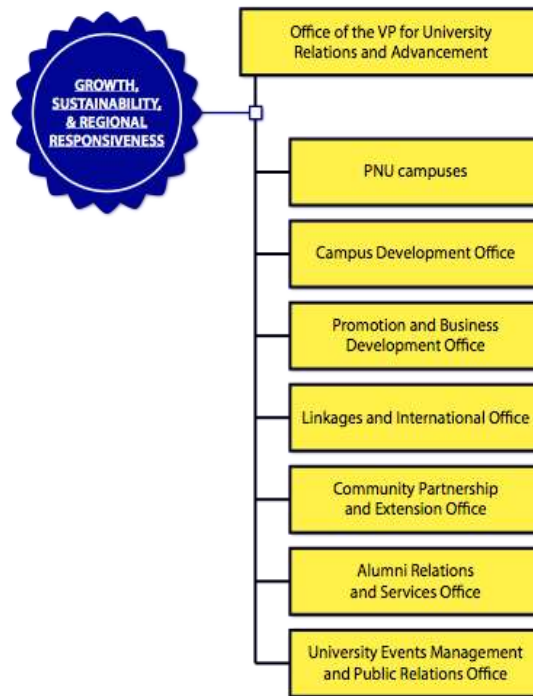 Office of the VP for University
Relations and Advancement
GROWTH,
SUSTAINABILITY,
& REGIONAL
RESPONSIVENESS
PNU campuses
Campus Development Office
Promotion and Business
Development Office
Linkages and International Office
Community Partnership
and Extension Office
Alumni Relations
and Services Office
University Events Management
and Public Relations Office